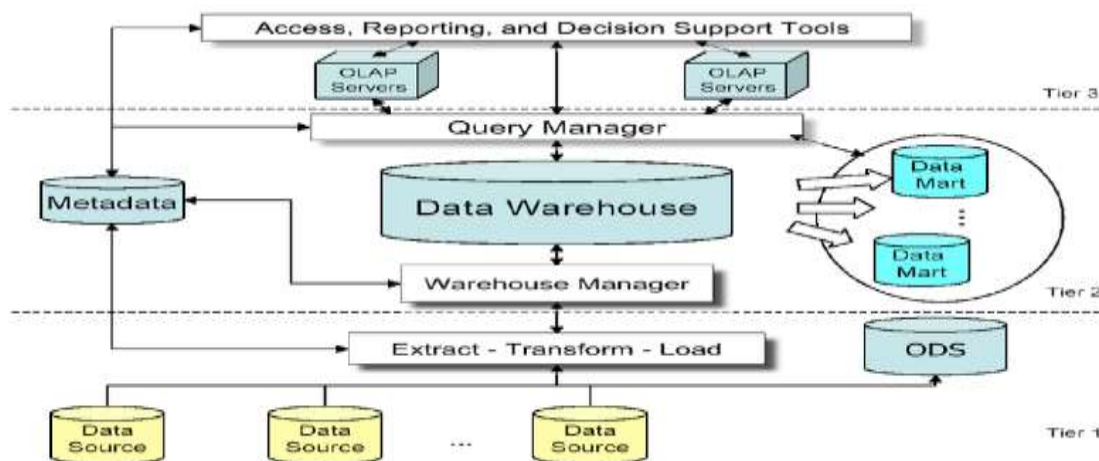 Access, Reporting, and Decision Support Tools
OLAP
Servers
OLAP
Servers
Tier 3
Query Manager
Data
Mart
Metadata
Data Warehouse
...
Data
Mart
Warehouse Manager
Tier 2
Extract - Transform - Load
ODS
Data
Source
Data
Source
...
Data
Source
Tier 1